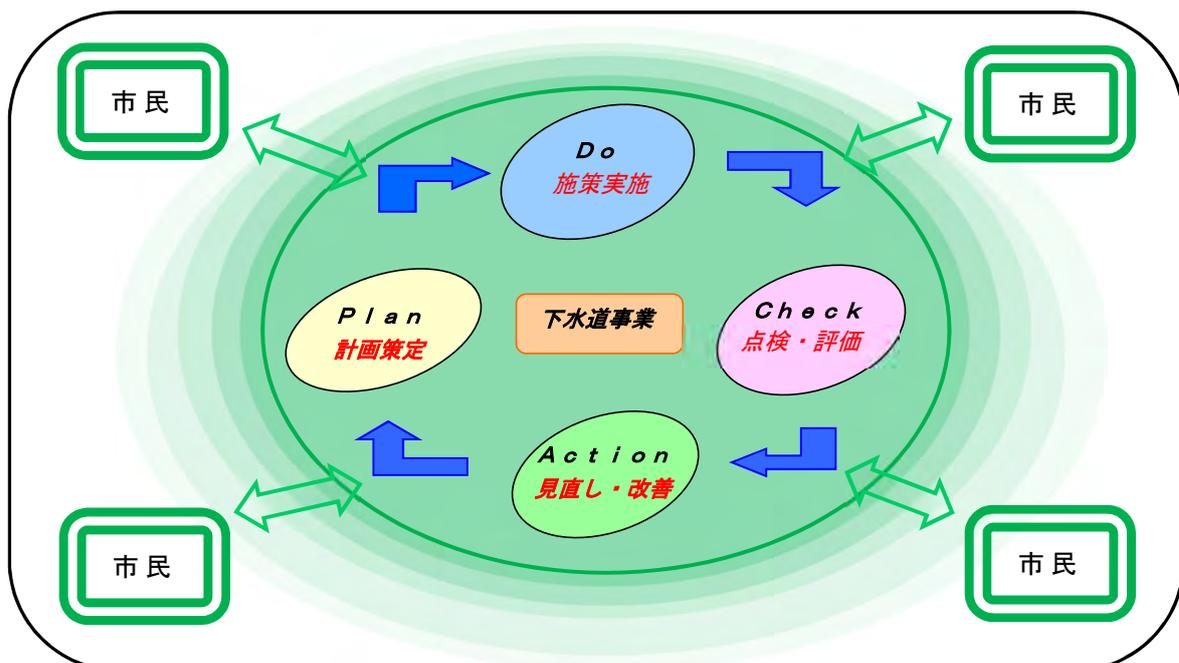 市民
市民
Ｄｏ
施策実施
Ｐｌａｎ
計画策定
下水道事業
Ｃｈｅｃｋ
点検・評価
Ａｃｔｉｏｎ
見直し・改善
市民
市民